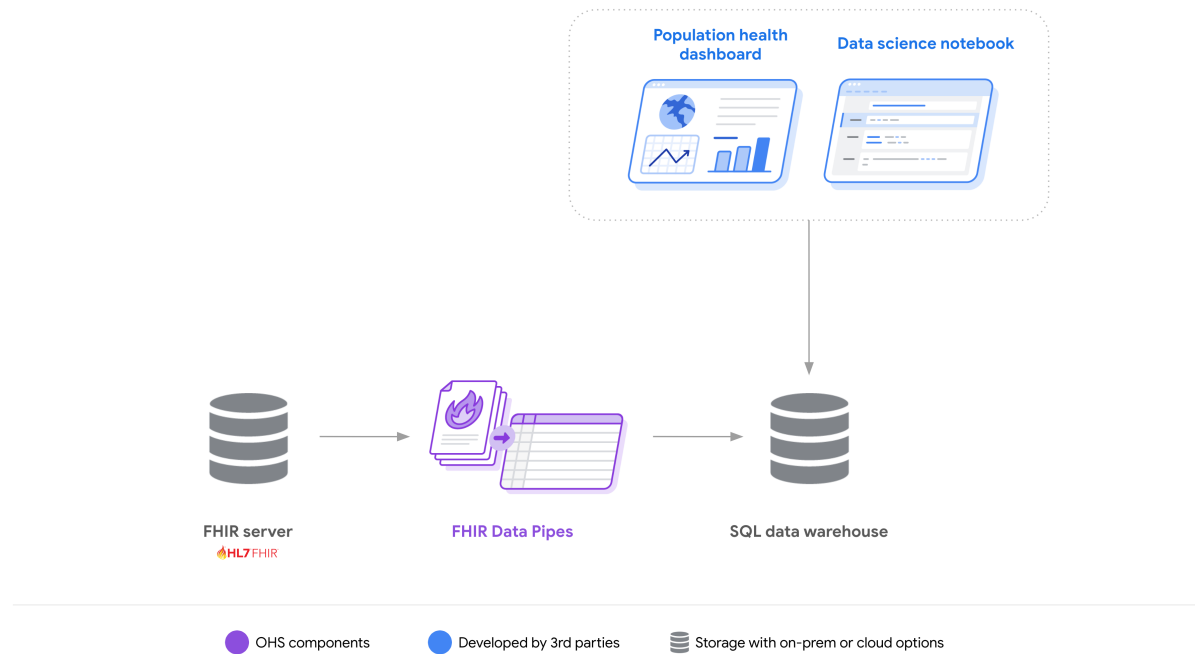 Population health
dashboard
Data science notebook
FHIR server
HL7 FHIR
FHIR Data Pipes
SQL data warehouse
OHS components
Developed by 3rd parties
Storage with on-prem or cloud options